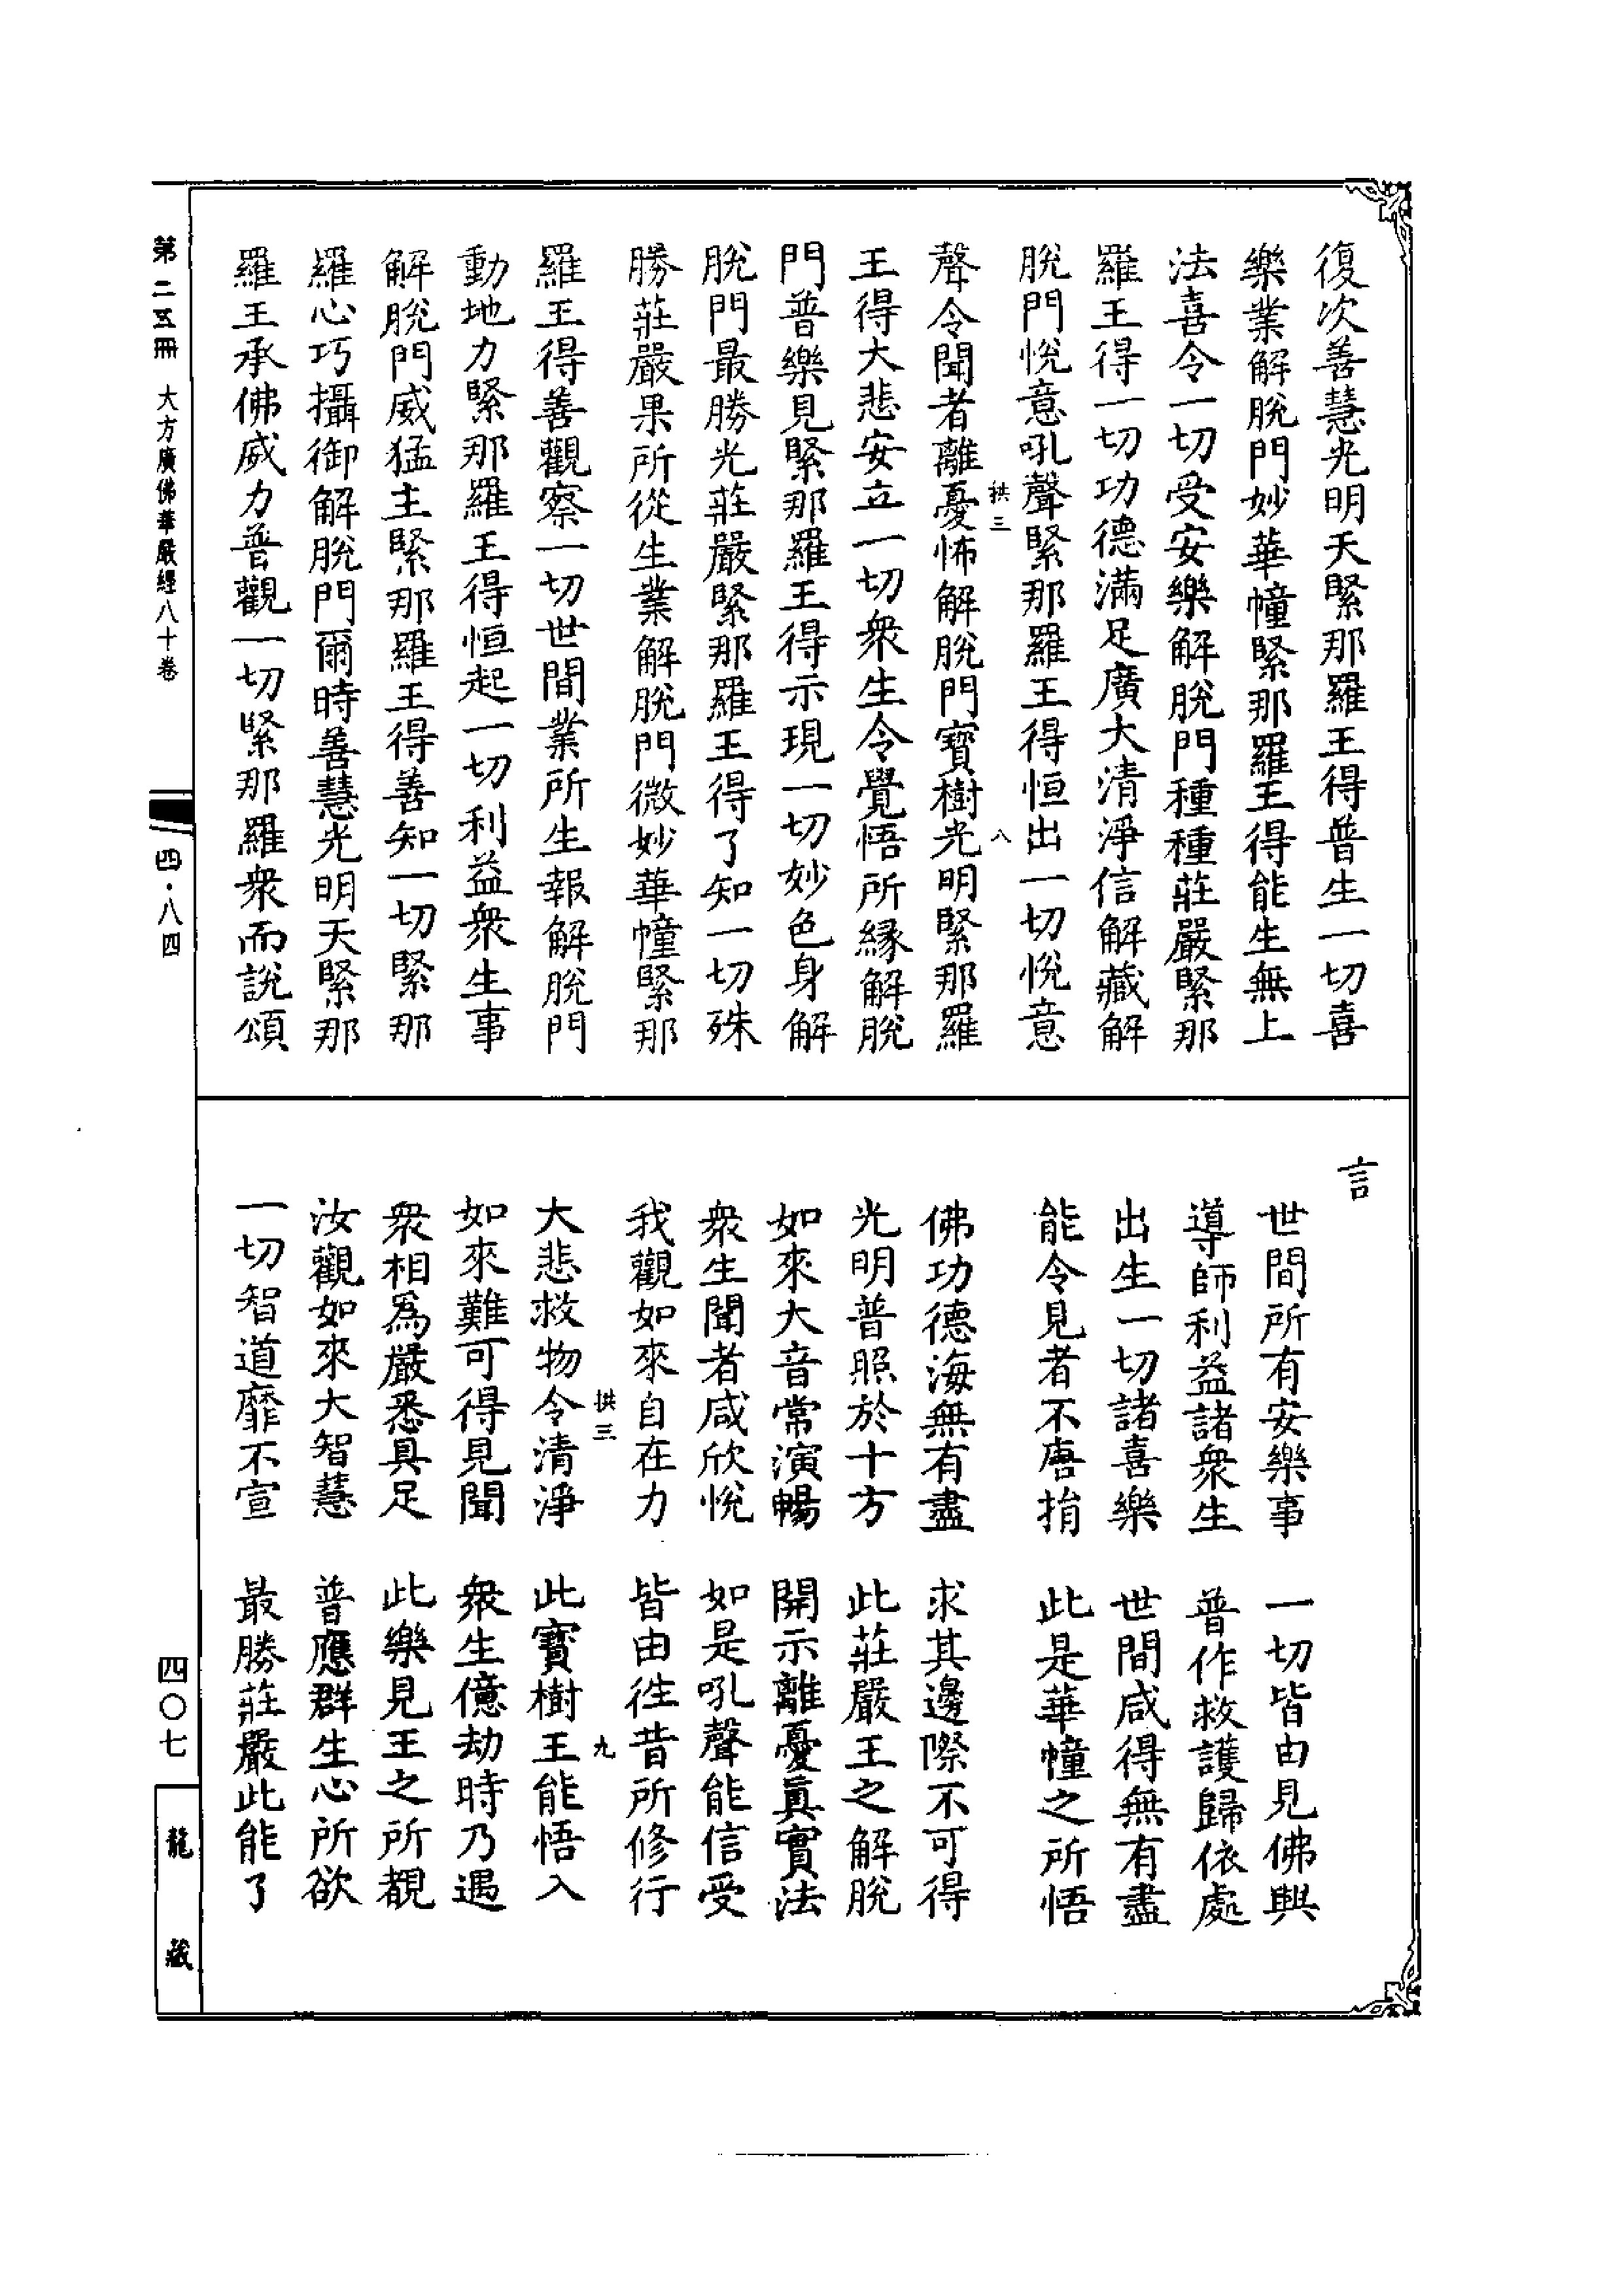 復次善慧光明天緊那羅王得普生一切喜
樂業解脫門妙華幢緊那羅王得能生無上
法喜令一切受安樂解脫門種種莊嚴緊那
羅王得一切功德滿足廣大清淨信解藏解
脫門悅意吼聲緊那羅王得恒出一切悅意
拱三
八
聲令聞者離憂怖解脫門寶樹光明緊那羅
王得大悲安立一切衆生令覺悟所緣解脫
門普樂見緊那羅王得示現一切妙色身解
脫門最勝光莊嚴緊那羅王得了知一切殊
勝莊嚴果所從生業解脫門微妙華幢緊那
羅王得善觀察一切世間業所生報解脫門
動地力緊那羅王得恒起一切利益衆生事
解脫門威猛主緊那羅王得善知一切緊那
羅心巧攝御解脫門爾時善慧光明天緊那
羅王承佛威力普觀一切緊那羅衆而說頌
言
世間所有安樂事 一切皆由見佛興
導師利益諸衆生 普作救護歸依處
出生一切諸喜樂 世間咸得無有盡
能令見者不唐捐 此是華幢之所悟
佛功德海無有盡 求其邊際不可得
光明普照於十方 此莊嚴王之解脫
如來大音常演暢 開示離憂眞實法
衆生聞者咸欣悅 如是吼聲能信受
我觀如來自在力 皆由往昔所修行
拱三
九
大悲救物令清淨 此寶樹王能悟入
如來難可得見聞 衆生億劫時乃遇
衆相爲嚴悉具足 此樂見王之所覩
汝觀如來大智慧 普應群生心所欲
一切智道靡不宣 最勝莊嚴此能了
第二五冊 大方廣佛華嚴經八十卷
四·八四
四〇七
龍藏